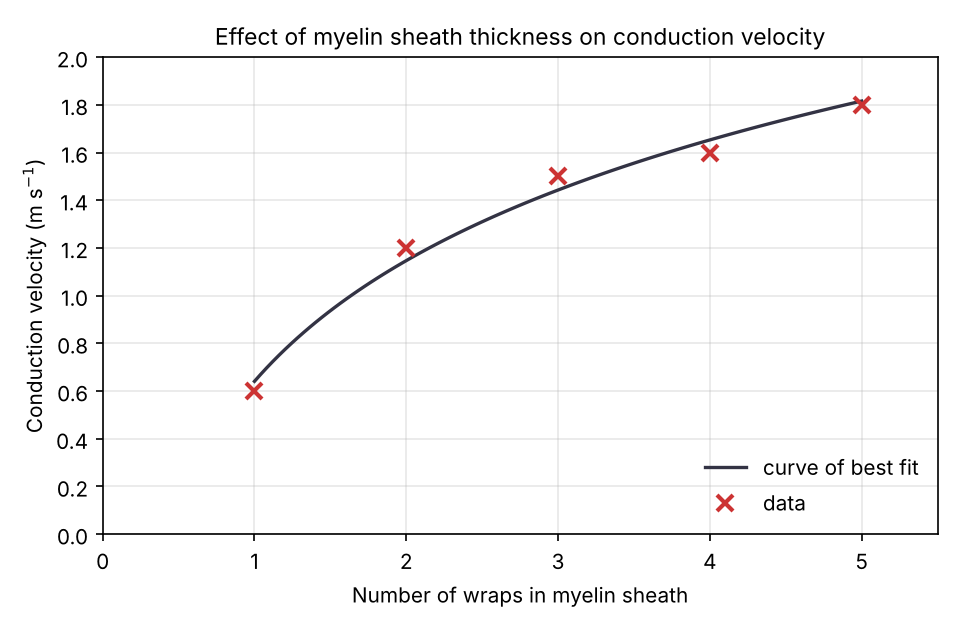 Effect of myelin sheath thickness on conduction velocity
2.0
1.8
1.6
1.4
1.2
1.0
0.8
0.6
0.4
0.2
0.0
Conduction velocity (m s⁻¹)
curve of best fit
data
0 1 2 3 4 5
Number of wraps in myelin sheath